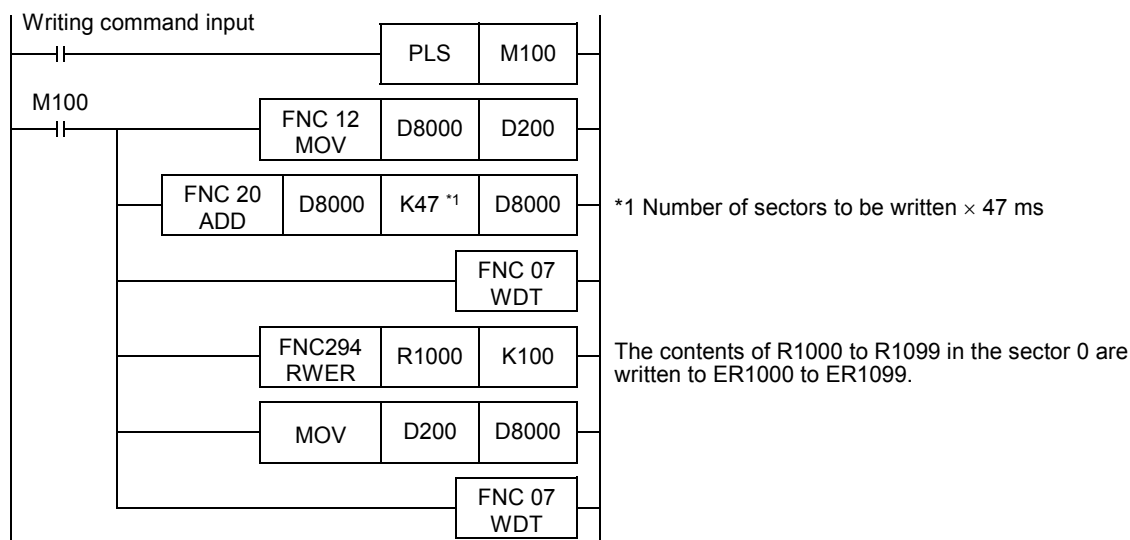 Writing command input
PLS M100
M100
FNC 12
MOV D8000 D200
FNC 20
ADD D8000 K47 *1 D8000
*1 Number of sectors to be written × 47 ms
FNC 07
WDT
FNC294
RWER R1000 K100
The contents of R1000 to R1099 in the sector 0 are
written to ER1000 to ER1099.
MOV D200 D8000
FNC 07
WDT